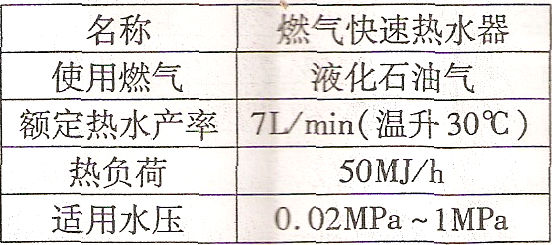 名称 燃气快速热水器
使用燃气 液化石油气
额定热水产率 7L/min(温升30℃)
热负荷 50MJ/h
适用水压 0.02MPa~1MPa